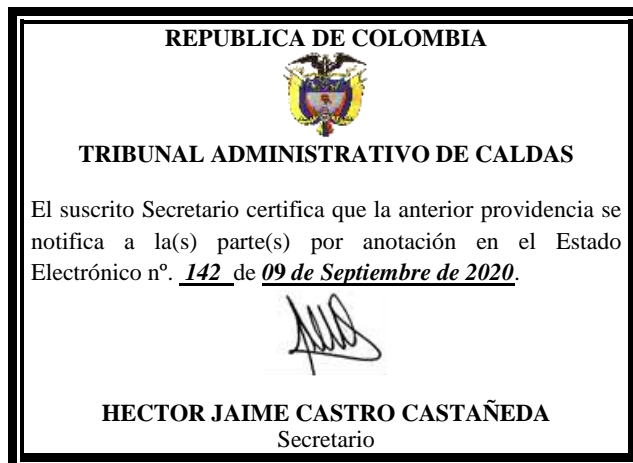 REPUBLICA DE COLOMBIA
TRIBUNAL ADMINISTRATIVO DE CALDAS
El suscrito Secretario certifica que la anterior providencia se
notifica a la(s) parte(s) por anotación en el Estado
Electrónico nº. 142 de 09 de Septiembre de 2020.
HECTOR JAIME CASTRO CASTAÑEDA
Secretario